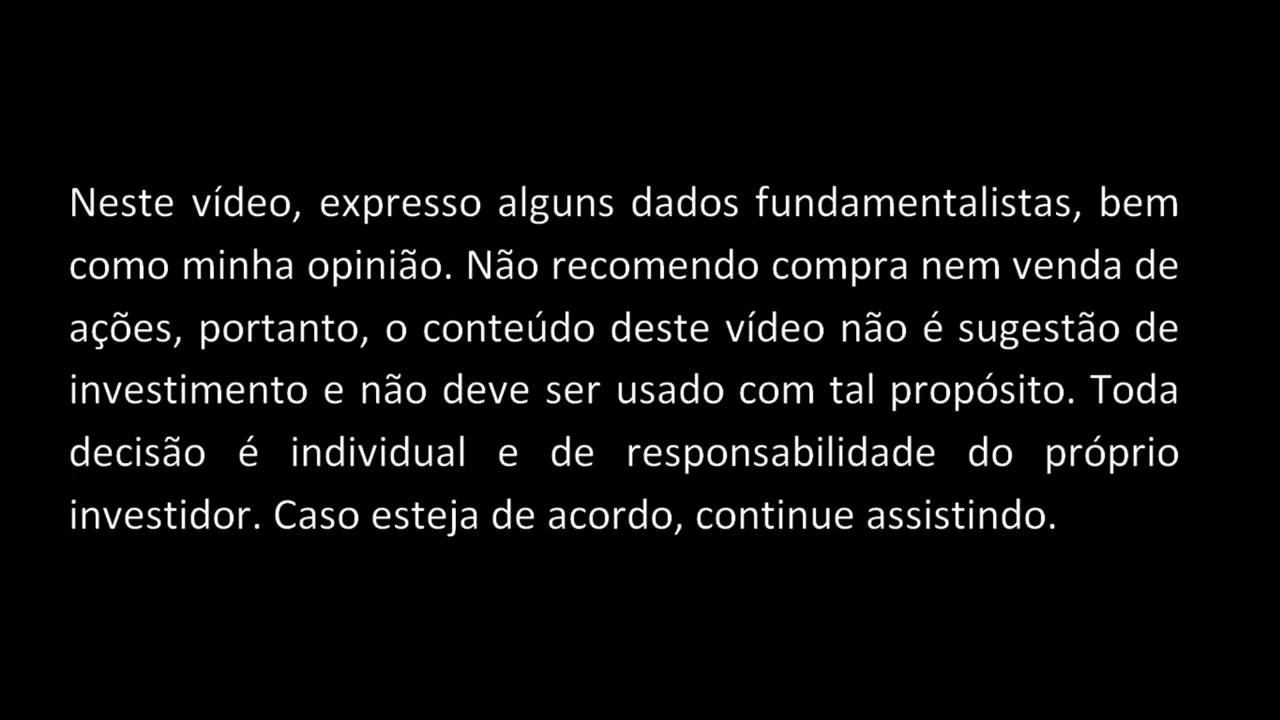 Neste vídeo, expresso alguns dados fundamentalistas, bem
como minha opinião. Não recomendo compra nem venda de
ações, portanto, o conteúdo deste vídeo não é sugestão de
investimento e não deve ser usado com tal propósito. Toda
decisão é individual e de responsabilidade do próprio
investidor. Caso esteja de acordo, continue assistindo.